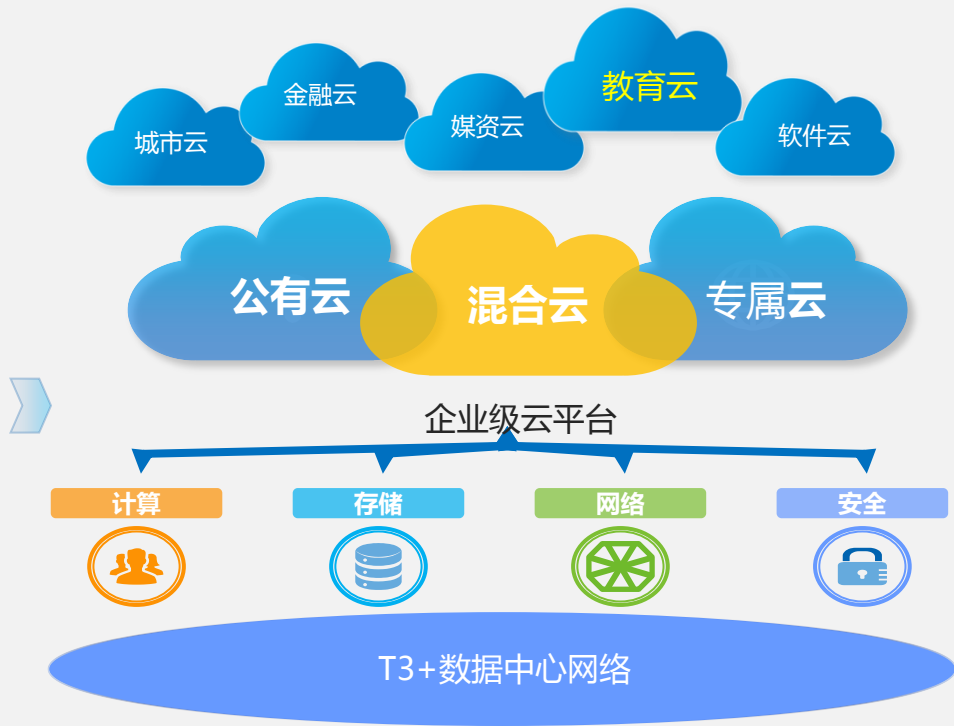 教育云
金融云
媒资云
城市云
软件云
公有云
混合云
专属云
企业级云平台
计算
存储
网络
安全
T3+数据中心网络